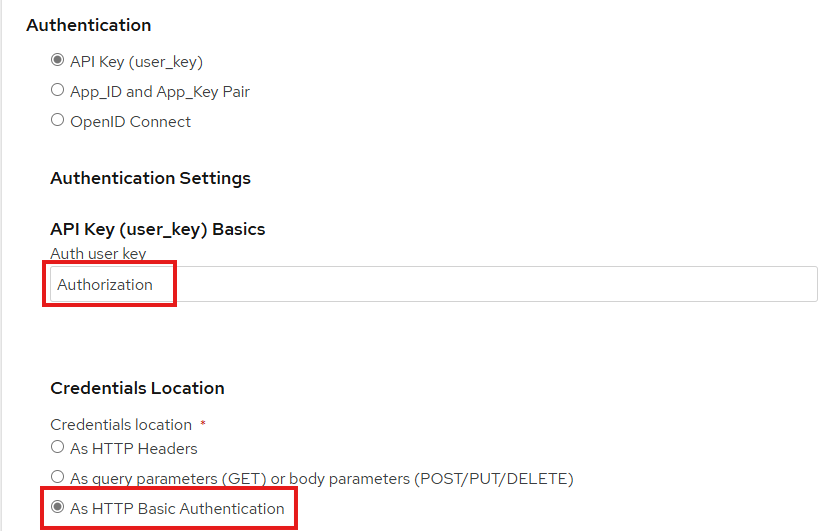 Authentication
API Key (user_key)
App_ID and App_Key Pair
OpenID Connect
Authentication Settings
API Key (user_key) Basics
Auth user key
Authorization
Credentials Location
Credentials location *
As HTTP Headers
As query parameters (GET) or body parameters (POST/PUT/DELETE)
As HTTP Basic Authentication